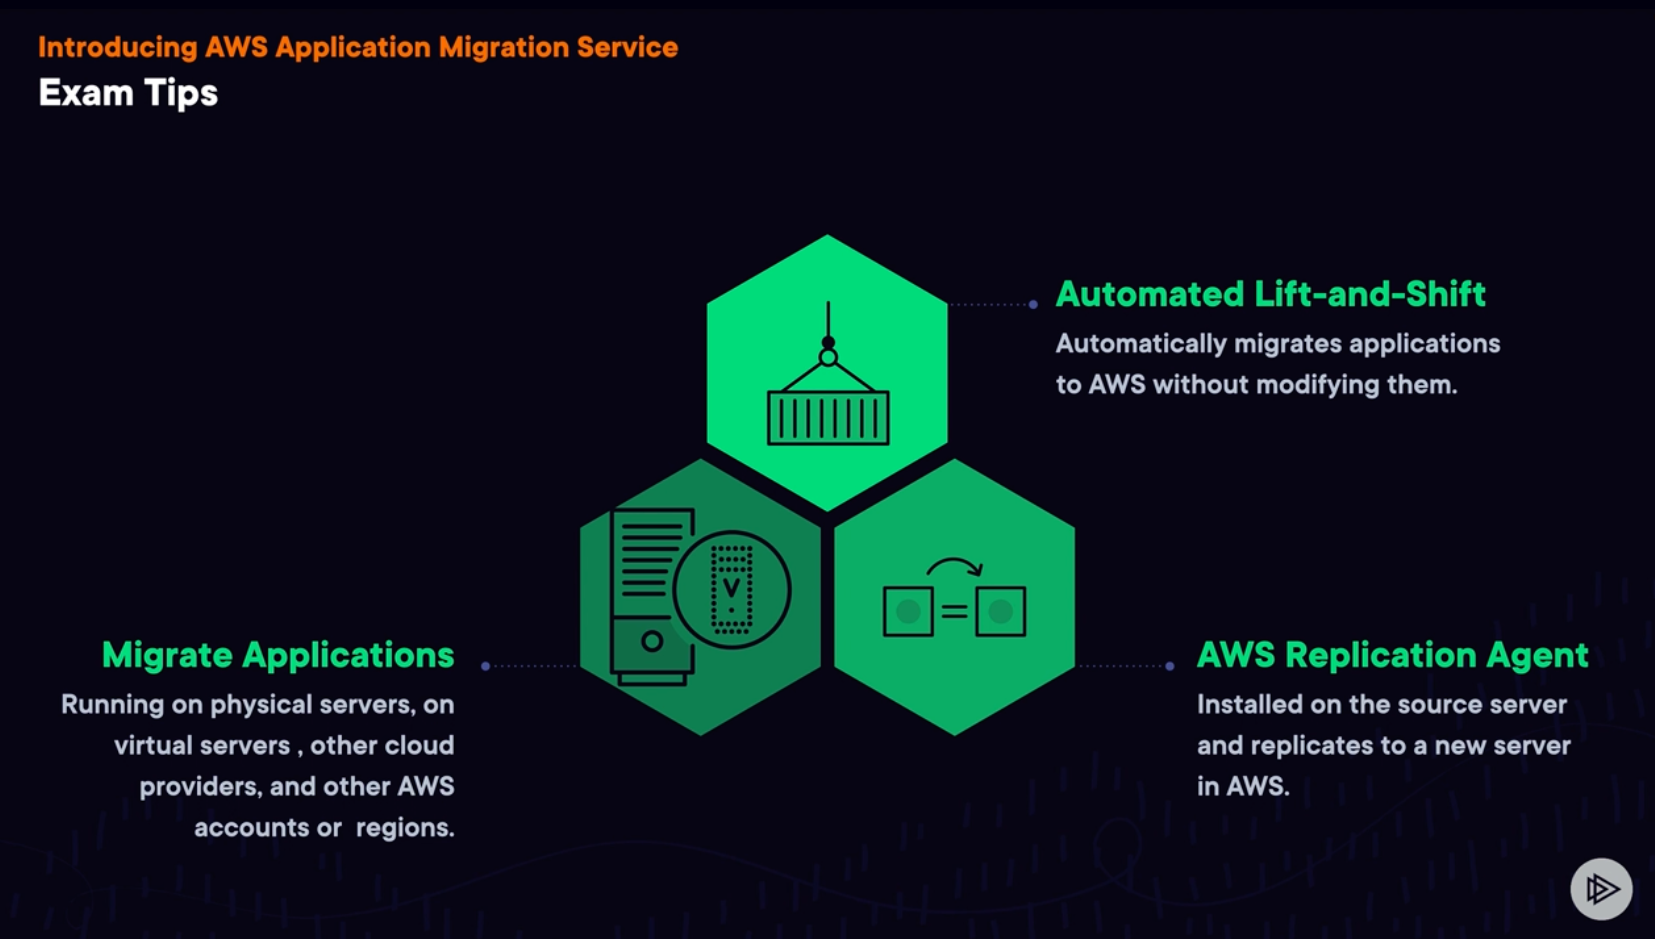 Introducing AWS Application Migration Service
Exam Tips
Automated Lift-and-Shift
Automatically migrates applications
to AWS without modifying them.
Migrate Applications
Running on physical servers, on
virtual servers , other cloud
providers, and other AWS
accounts or  regions.
V
AWS Replication Agent
Installed on the source server
and replicates to a new server
in AWS.